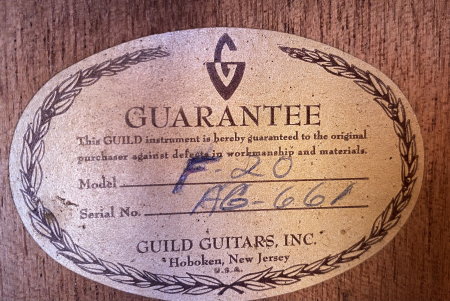 G
GUARANTEE
This GUILD instrument is hereby guaranteed to the original
purchaser against defects in workmanship and materials.
Model F-20
Serial No. AG-661
GUILD GUITARS, INC.
Hoboken, New Jersey
U.S.A.